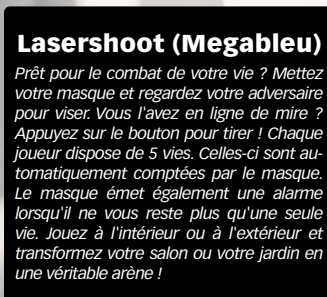 Lasershoot (Megableu)
Prêt pour le combat de votre vie ? Mettez
votre masque et regardez votre adversaire
pour viser. Vous l'avez en ligne de mire ?
Appuyez sur le bouton pour tirer ! Chaque
joueur dispose de 5 vies. Celles-ci sont au-
tomatiquement comptées par le masque.
Le masque émet également une alarme
lorsqu'il ne vous reste plus qu'une seule
vie. Jouez à l'intérieur ou à l'extérieur et
transformez votre salon ou votre jardin en
une véritable arène !